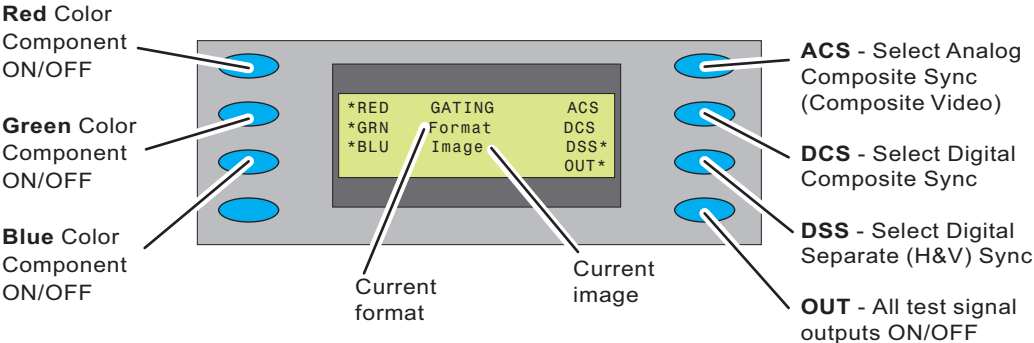 Red Color
Component
ON/OFF
Green Color
Component
ON/OFF
Blue Color
Component
ON/OFF
*RED GATING ACS
*GRN Format DCS
*BLU Image DSS*
OUT*
Current
format
Current
image
ACS - Select Analog
Composite Sync
(Composite Video)
DCS - Select Digital
Composite Sync
DSS - Select Digital
Separate (H&V) Sync
OUT - All test signal
outputs ON/OFF